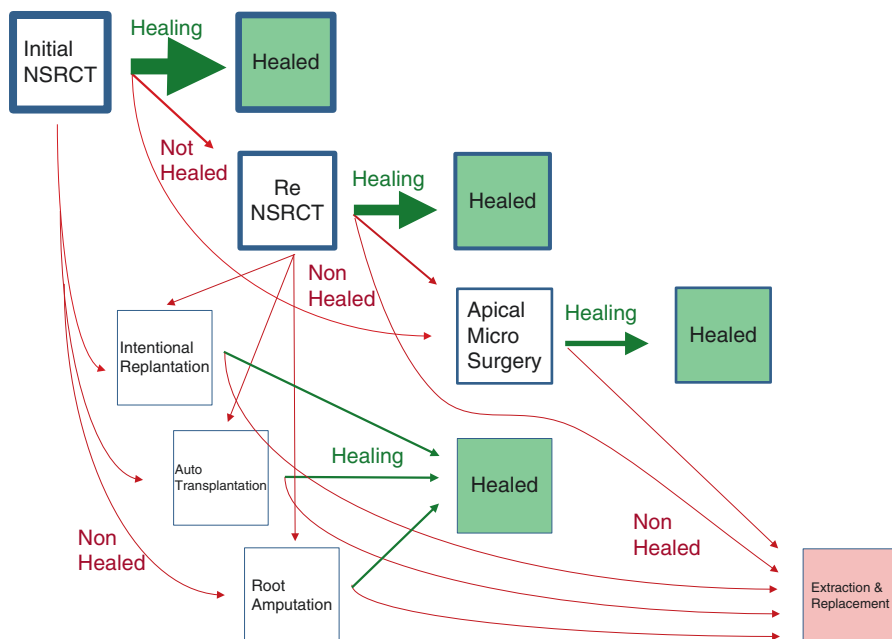 Healing
Initial
NSRCT
Healed
Not
Healed
Re
NSRCT
Healing
Healed
Non
Healed
Intentional
Replantation
Apical
Micro
Surgery
Healing
Healed
Auto
Transplantation
Healing
Healed
Non
Healed
Non
Healed
Root
Amputation
Extraction &
Replacement